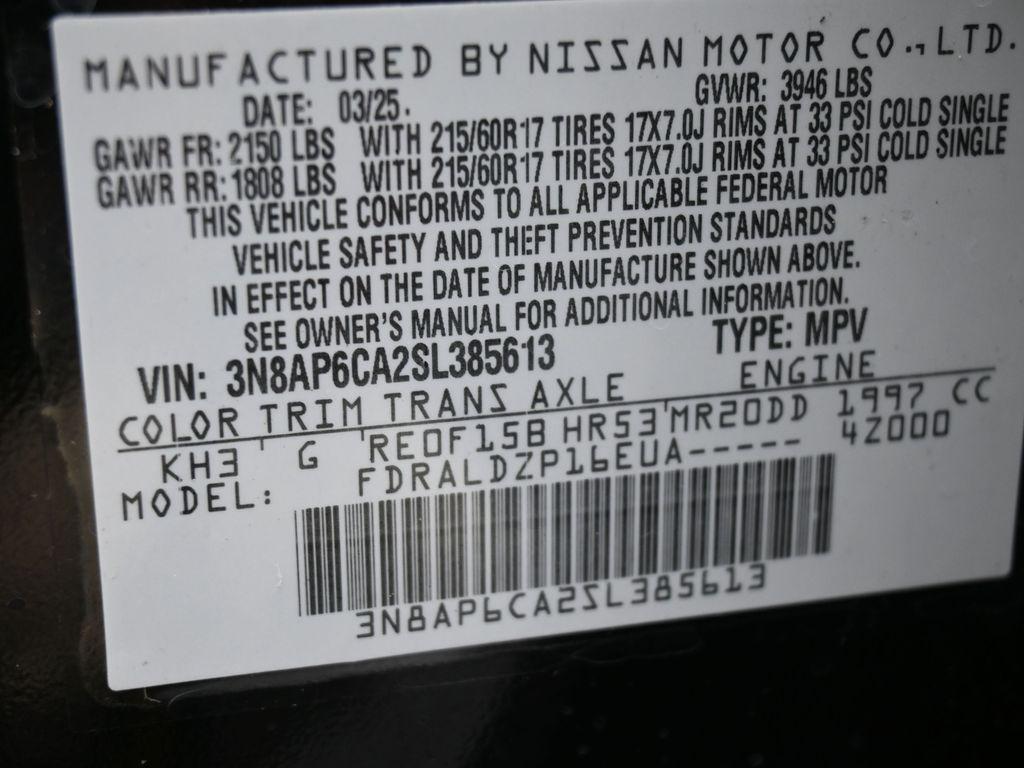 MANUFACTURED BY NISSAN MOTOR CO., LTD.
DATE: 03/25. GVWR: 3946 LBS
GAWR FR: 2150 LBS WITH 215/60R17 TIRES 17X7.0J RIMS AT 33 PSI COLD SINGLE
GAWR RR: 1808 LBS WITH 215/60R17 TIRES 17X7.0J RIMS AT 33 PSI COLD SINGLE
THIS VEHICLE CONFORMS TO ALL APPLICABLE FEDERAL MOTOR
VEHICLE SAFETY AND THEFT PREVENTION STANDARDS
IN EFFECT ON THE DATE OF MANUFACTURE SHOWN ABOVE.
SEE OWNER'S MANUAL FOR ADDITIONAL INFORMATION.
VIN: 3N8AP6CA2SL385613 TYPE: MPV
COLOR TRIM TRANS AXLE ENGINE
KH3 G RE0F15B HR53 MR20DD 1997 CC
MODEL: FDRALDZP16EUA----- 4Z000
3N8AP6CA2SL385613